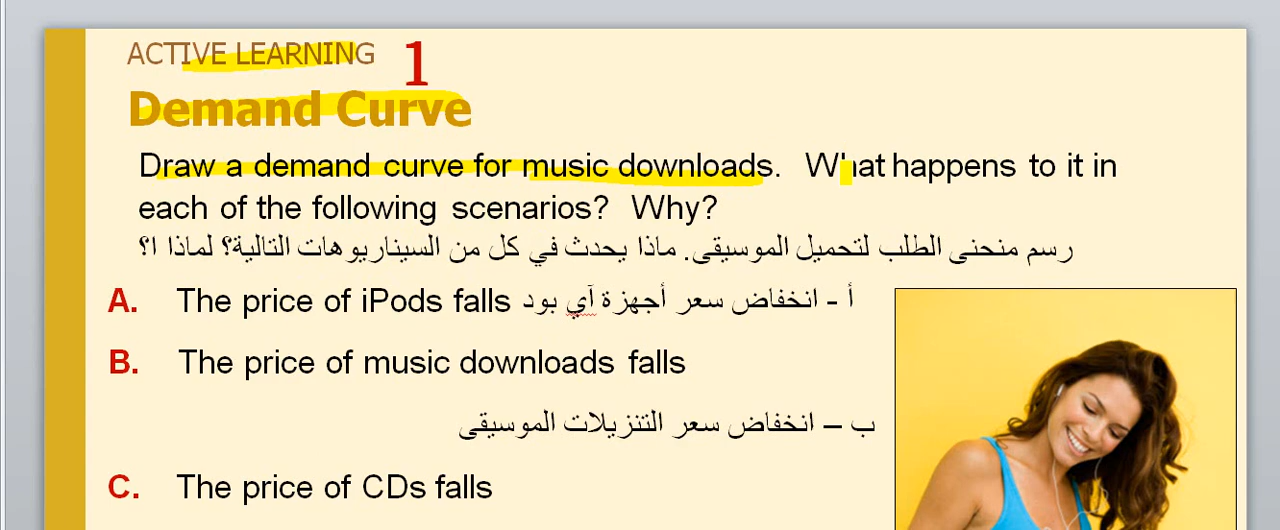 ACTIVE LEARNING 1
Demand Curve
Draw a demand curve for music downloads. What happens to it in
each of the following scenarios? Why?
رسم منحنى الطلب لتحميل الموسيقى. ماذا يحدث في كل من السيناريوهات التالية؟ لماذا ا؟
A. The price of iPods falls أ - انخفاض سعر أجهزة آي بود
B. The price of music downloads falls
ب – انخفاض سعر التنزيلات الموسيقى
C. The price of CDs falls